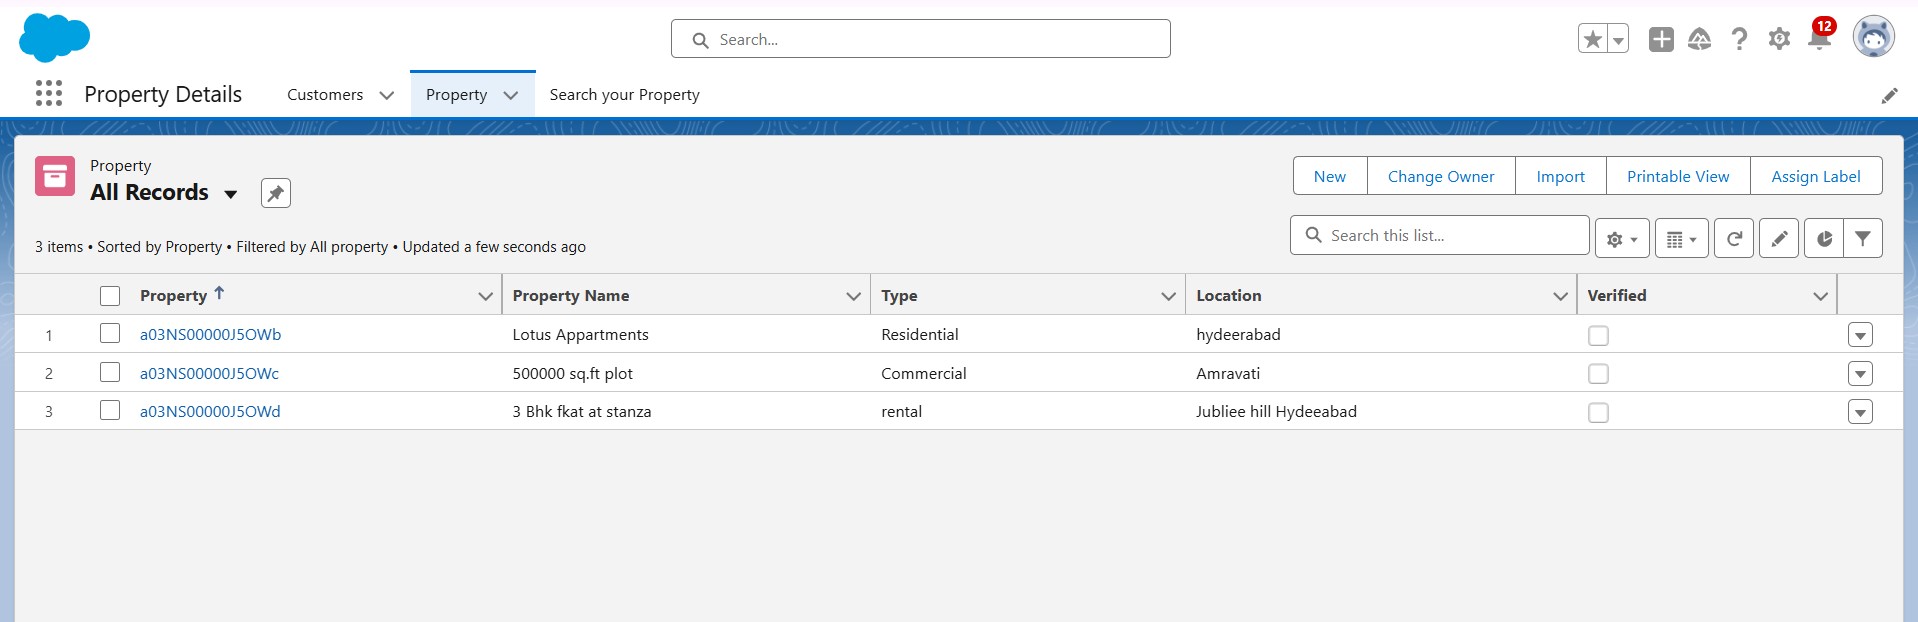 Search...
12
Property Details
Customers
Property
Search your Property
Property
All Records
New
Change Owner
Import
Printable View
Assign Label
3 items • Sorted by Property • Filtered by All property • Updated a few seconds ago
Search this list...
Property Property Name Type Location Verified
1 a03NS00000J5OWb Lotus Appartments Residential hydeerabad
2 a03NS00000J5OWc 500000 sq.ft plot Commercial Amravati
3 a03NS00000J5OWd 3 Bhk fkat at stanza rental Jubliee hill Hydeeabad